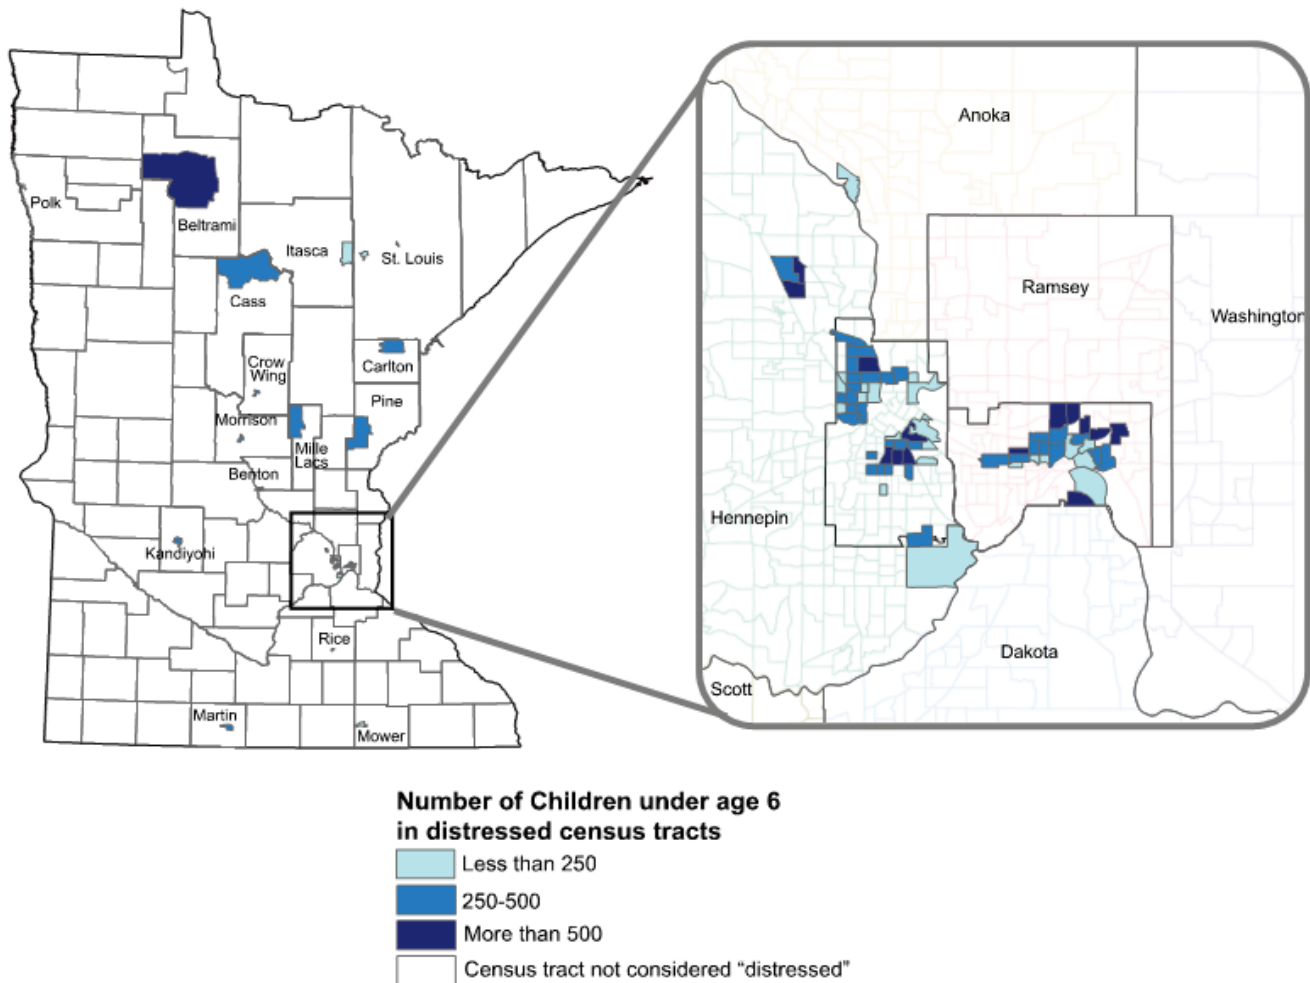 Polk
Beltrami
Itasca
St. Louis
Cass
Crow
Wing
Carlton
Pine
Morrison
Mille
Lacs
Benton
Kandiyohi
Rice
Martin
Mower
Anoka
Ramsey
Washington
Hennepin
Dakota
Scott
Number of Children under age 6
in distressed census tracts
Less than 250
250-500
More than 500
Census tract not considered “distressed”